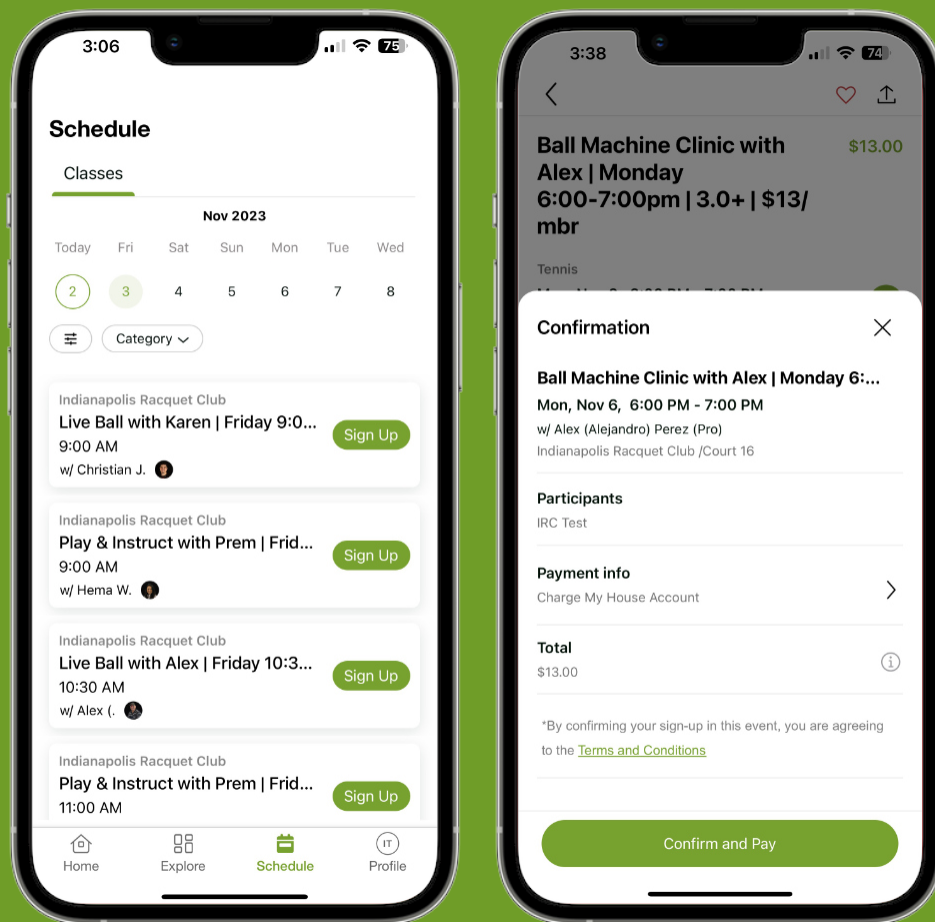 3:06
75
Schedule
Classes
Nov 2023
Today Fri Sat Sun Mon Tue Wed
2 3 4 5 6 7 8
Category
Indianapolis Racquet Club
Live Ball with Karen | Friday 9:0...
Sign Up
9:00 AM
w/ Christian J.
Indianapolis Racquet Club
Play & Instruct with Prem | Frid...
Sign Up
9:00 AM
w/ Hema W.
Indianapolis Racquet Club
Live Ball with Alex | Friday 10:3...
Sign Up
10:30 AM
w/ Alex (.
Indianapolis Racquet Club
Play & Instruct with Prem | Frid...
Sign Up
11:00 AM
IT
Home Explore Schedule Profile
3:38
74
Ball Machine Clinic with
$13.00
Alex | Monday
6:00-7:00pm | 3.0+ | $13/
mbr
Tennis
Confirmation
Ball Machine Clinic with Alex | Monday 6:...
Mon, Nov 6, 6:00 PM - 7:00 PM
w/ Alex (Alejandro) Perez (Pro)
Indianapolis Racquet Club /Court 16
Participants
IRC Test
Payment info
Charge My House Account
Total
$13.00
*By confirming your sign-up in this event, you are agreeing
to the Terms and Conditions
Confirm and Pay